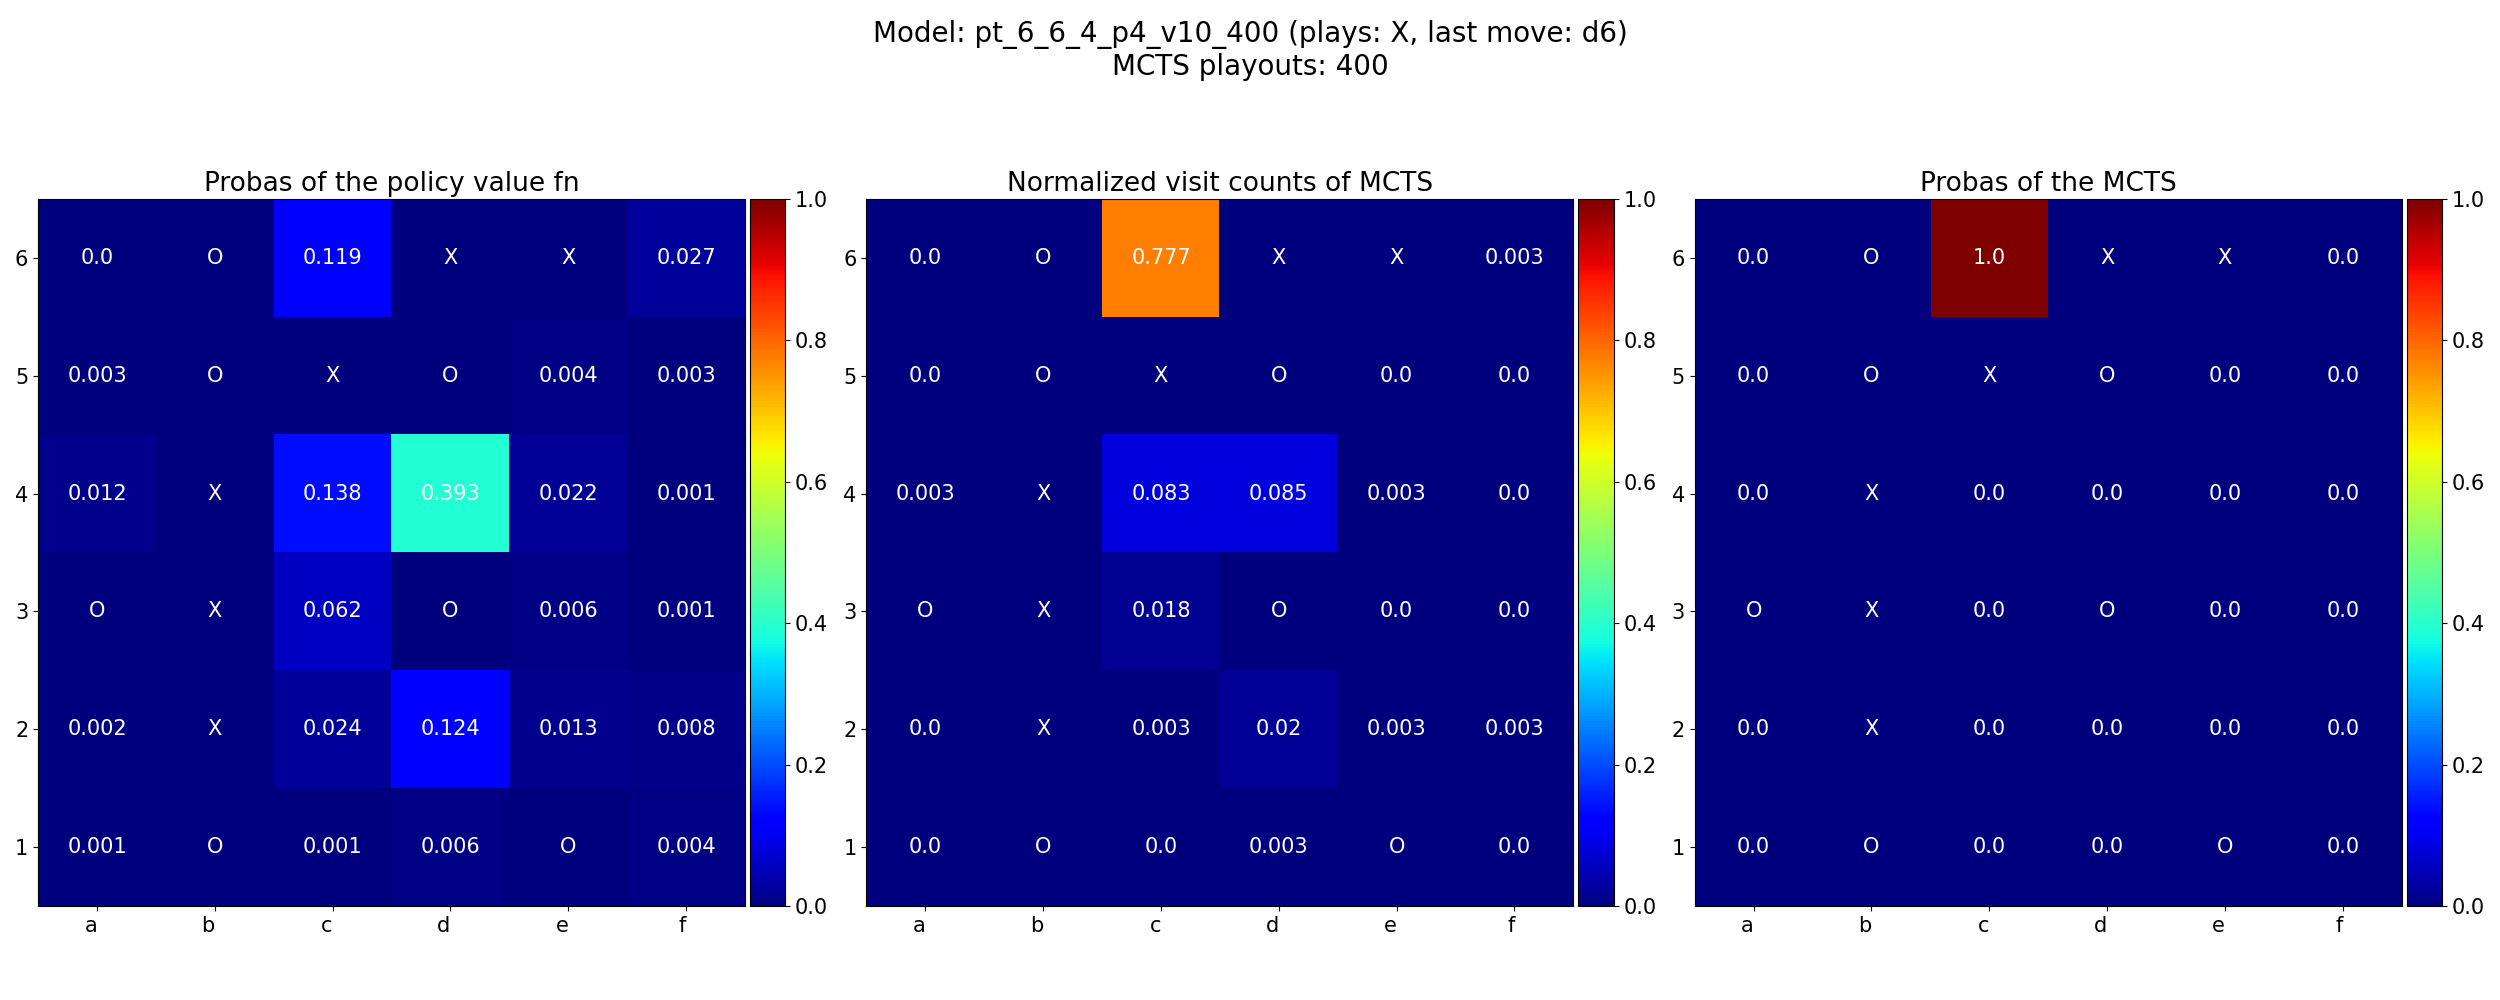 Model: pt_6_6_4_p4_v10_400 (plays: X, last move: d6)
MCTS playouts: 400
Probas of the policy value fn
6 0.0 O 0.119 X X 0.027
5 0.003 O X O 0.004 0.003
4 0.012 X 0.138 0.393 0.022 0.001
3 O X 0.062 O 0.006 0.001
2 0.002 X 0.024 0.124 0.013 0.008
1 0.001 O 0.001 0.006 O 0.004
a b c d e f
1.0
0.8
0.6
0.4
0.2
0.0
Normalized visit counts of MCTS
6 0.0 O 0.777 X X 0.003
5 0.0 O X O 0.0 0.0
4 0.003 X 0.083 0.085 0.003 0.0
3 O X 0.018 O 0.0 0.0
2 0.0 X 0.003 0.02 0.003 0.003
1 0.0 O 0.0 0.003 O 0.0
a b c d e f
1.0
0.8
0.6
0.4
0.2
0.0
Probas of the MCTS
6 0.0 O 1.0 X X 0.0
5 0.0 O X O 0.0 0.0
4 0.0 X 0.0 0.0 0.0 0.0
3 O X 0.0 O 0.0 0.0
2 0.0 X 0.0 0.0 0.0 0.0
1 0.0 O 0.0 0.0 O 0.0
a b c d e f
1.0
0.8
0.6
0.4
0.2
0.0